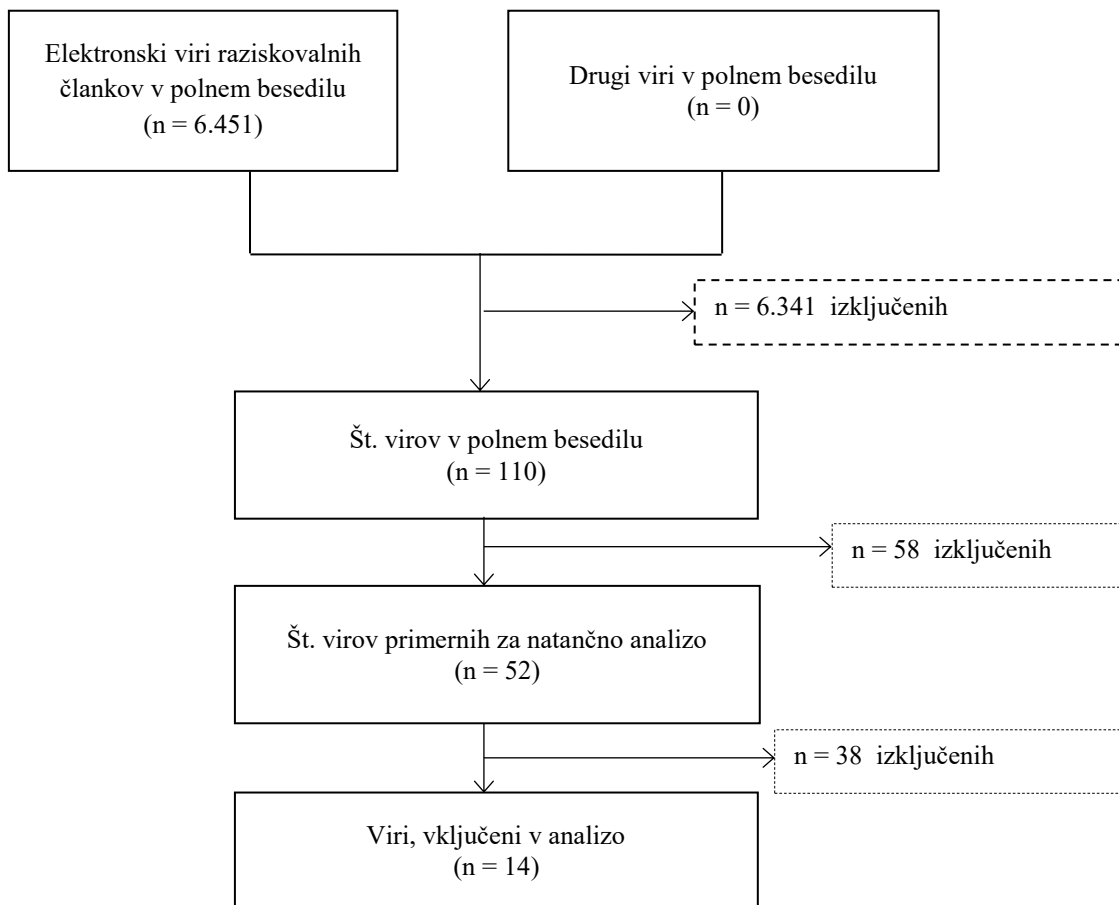 Elektronski viri raziskovalnih
člankov v polnem besedilu
(n = 6.451)
Drugi viri v polnem besedilu
(n = 0)
n = 6.341 izključenih
Št. virov v polnem besedilu
(n = 110)
n = 58 izključenih
Št. virov primernih za natančno analizo
(n = 52)
n = 38 izključenih
Viri, vključeni v analizo
(n = 14)